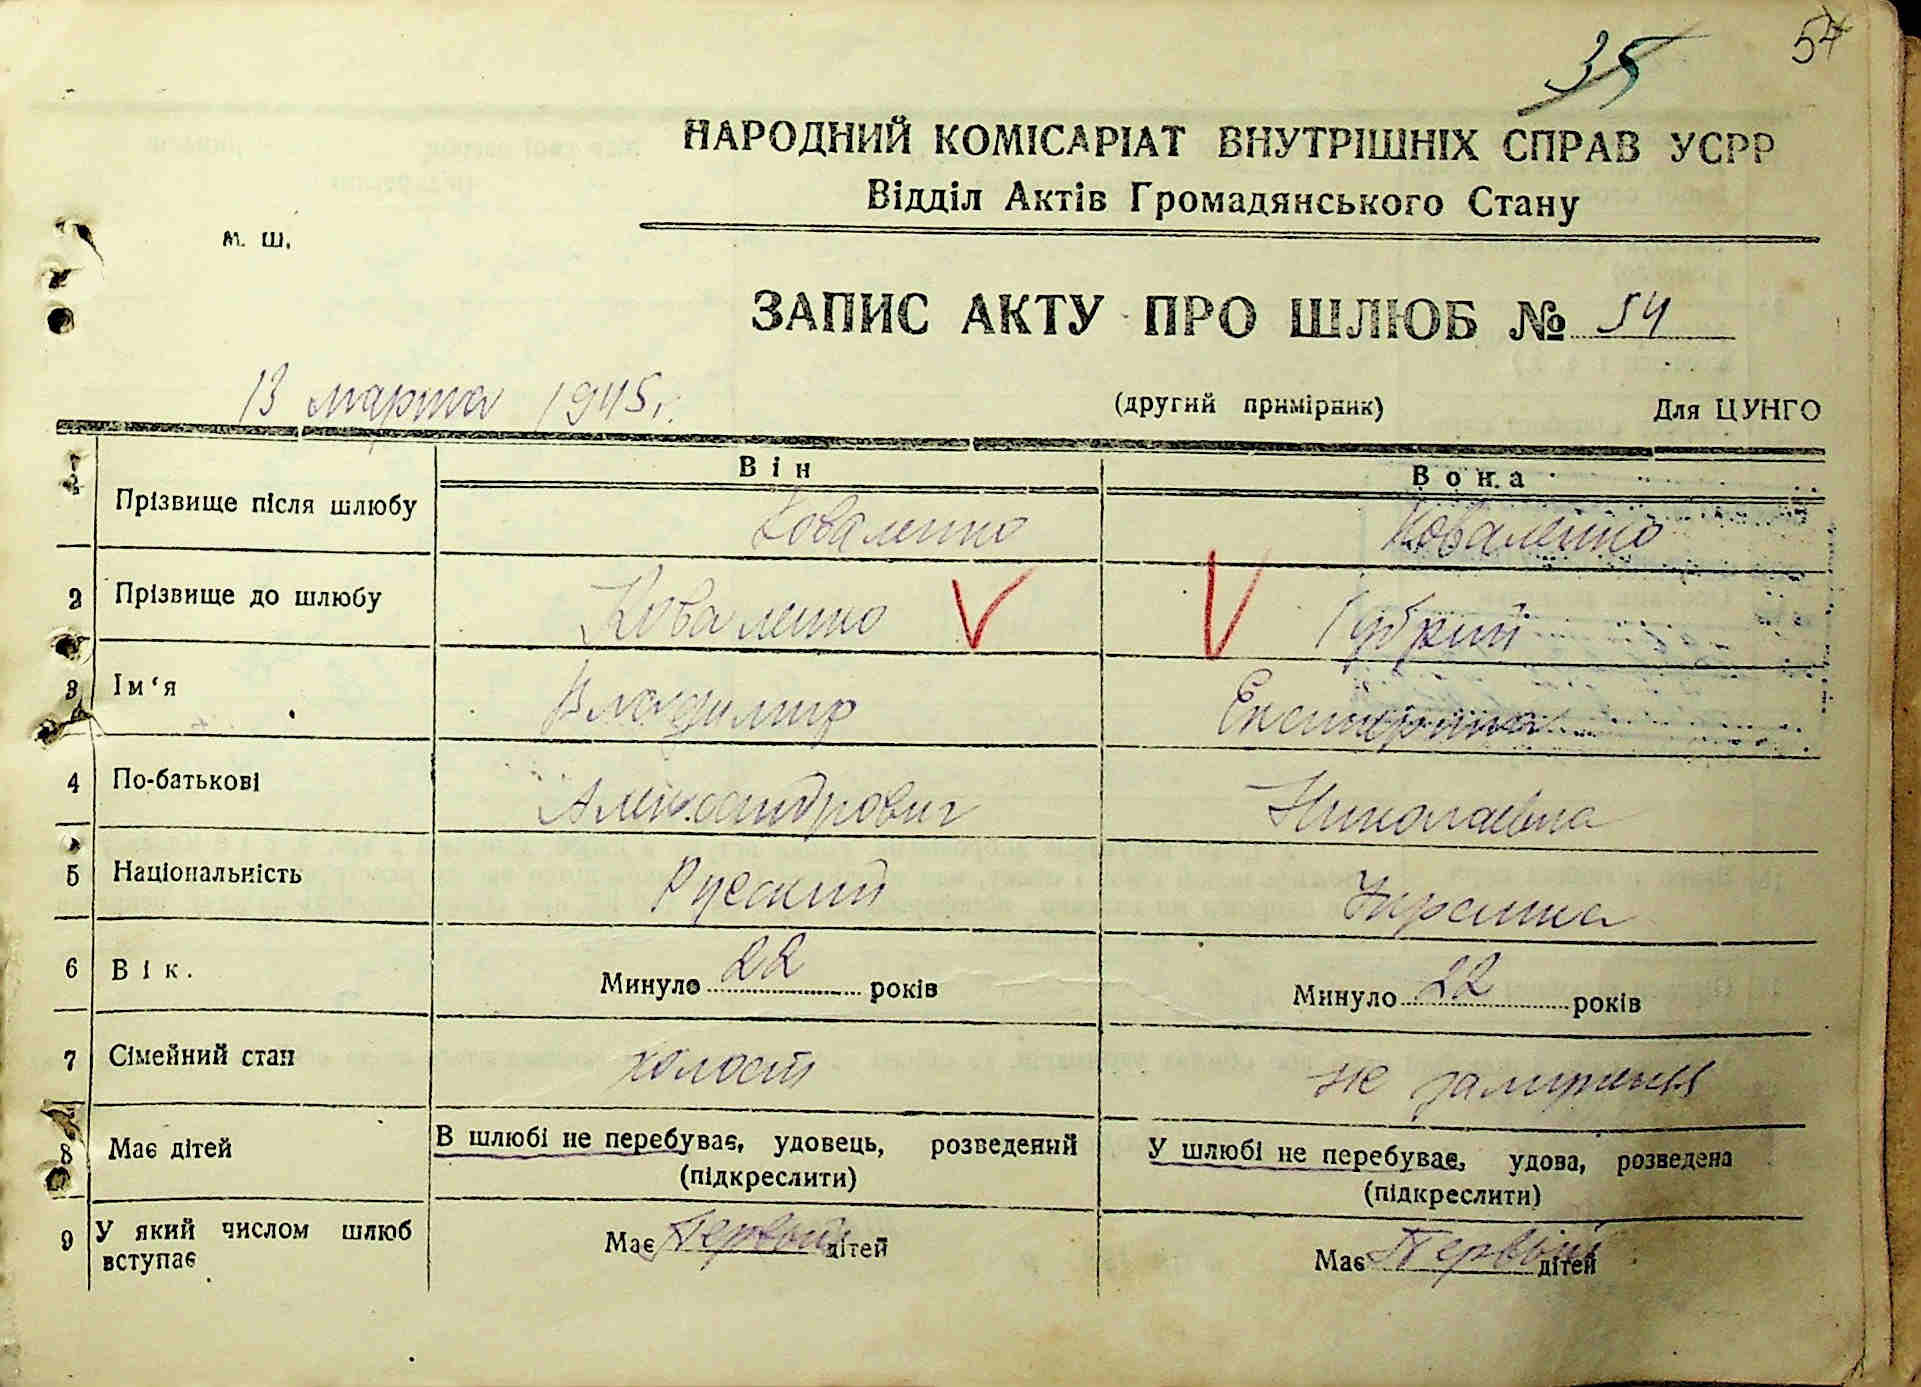 54
35
НАРОДНИЙ КОМІСАРІАТ ВНУТРІШНІХ СПРАВ УСРР
Відділ Актів Громадянського Стану
м. ш.
ЗАПИС АКТУ ПРО ШЛЮБ № 54
13 марта 1945 г.
(другий примірник) Для ЦУНГО
Він Вона
1 Прізвище після шлюбу Коваленко Коваленко
2 Прізвище до шлюбу Коваленко
3 Ім‘я Владимир Екатерина
4 По-батькові Александрович Николаевна
5 Національність Русский Украинка
6 Вік. Минуло 22 років Минуло 22 років
7 Сімейний стан холост не замужняя
8 Має дітей В шлюбі не перебуває, удовець, розведений У шлюбі не перебуває, удова, розведена
(підкреслити) (підкреслити)
9 У який числом шлюб вступає Має Первый дітей Має Первый дітей